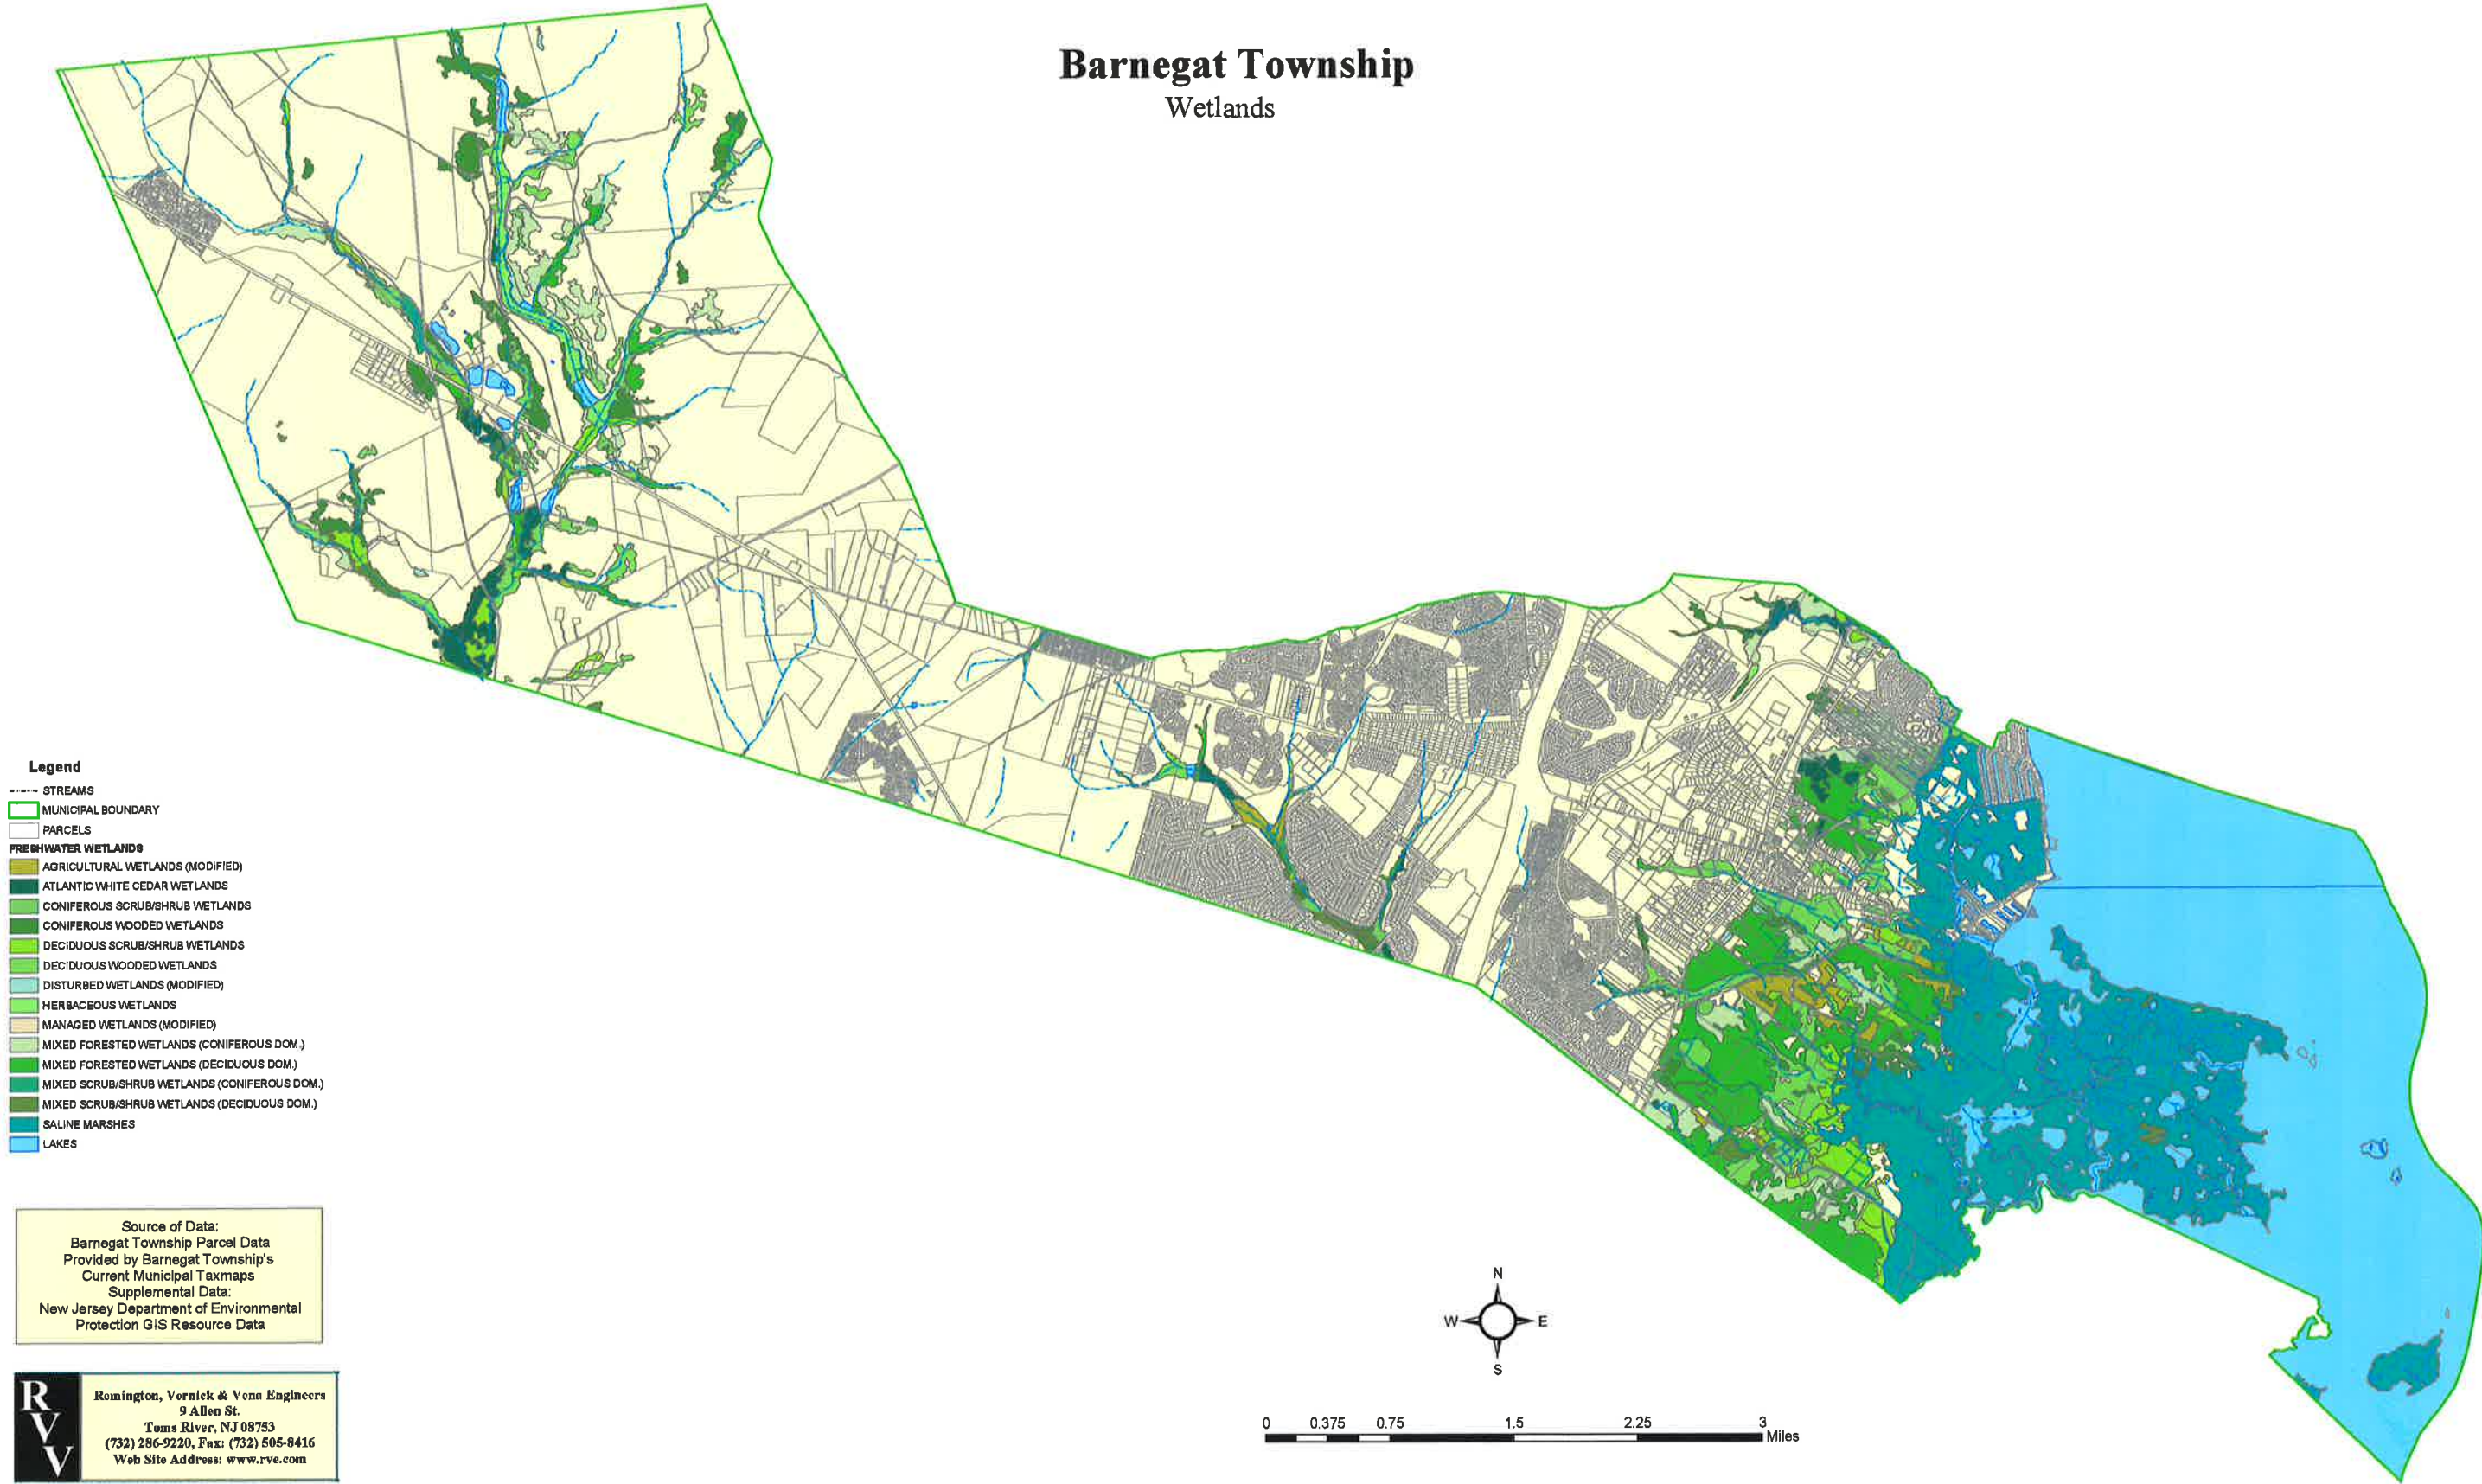 Barnegat Township
Wetlands
Legend
STREAMS
MUNICIPAL BOUNDARY
PARCELS
FRESHWATER WETLANDS
AGRICULTURAL WETLANDS (MODIFIED)
ATLANTIC WHITE CEDAR WETLANDS
CONIFEROUS SCRUB/SHRUB WETLANDS
CONIFEROUS WOODED WETLANDS
DECIDUOUS SCRUB/SHRUB WETLANDS
DECIDUOUS WOODED WETLANDS
DISTURBED WETLANDS (MODIFIED)
HERBACEOUS WETLANDS
MANAGED WETLANDS (MODIFIED)
MIXED FORESTED WETLANDS (CONIFEROUS DOM.)
MIXED FORESTED WETLANDS (DECIDUOUS DOM.)
MIXED SCRUB/SHRUB WETLANDS (CONIFEROUS DOM.)
MIXED SCRUB/SHRUB WETLANDS (DECIDUOUS DOM.)
SALINE MARSHES
LAKES
Source of Data:
Barnegat Township Parcel Data
Provided by Barnegat Township's
Current Municipal Taxmaps
Supplemental Data:
New Jersey Department of Environmental
Protection GIS Resource Data
RVV
Remington, Vernick & Vena Engineers
9 Allen St.
Toms River, NJ 08753
(732) 286-9220, Fax: (732) 505-8416
Web Site Address: www.rve.com
N
W E
S
0 0.375 0.75 1.5 2.25 3
Miles